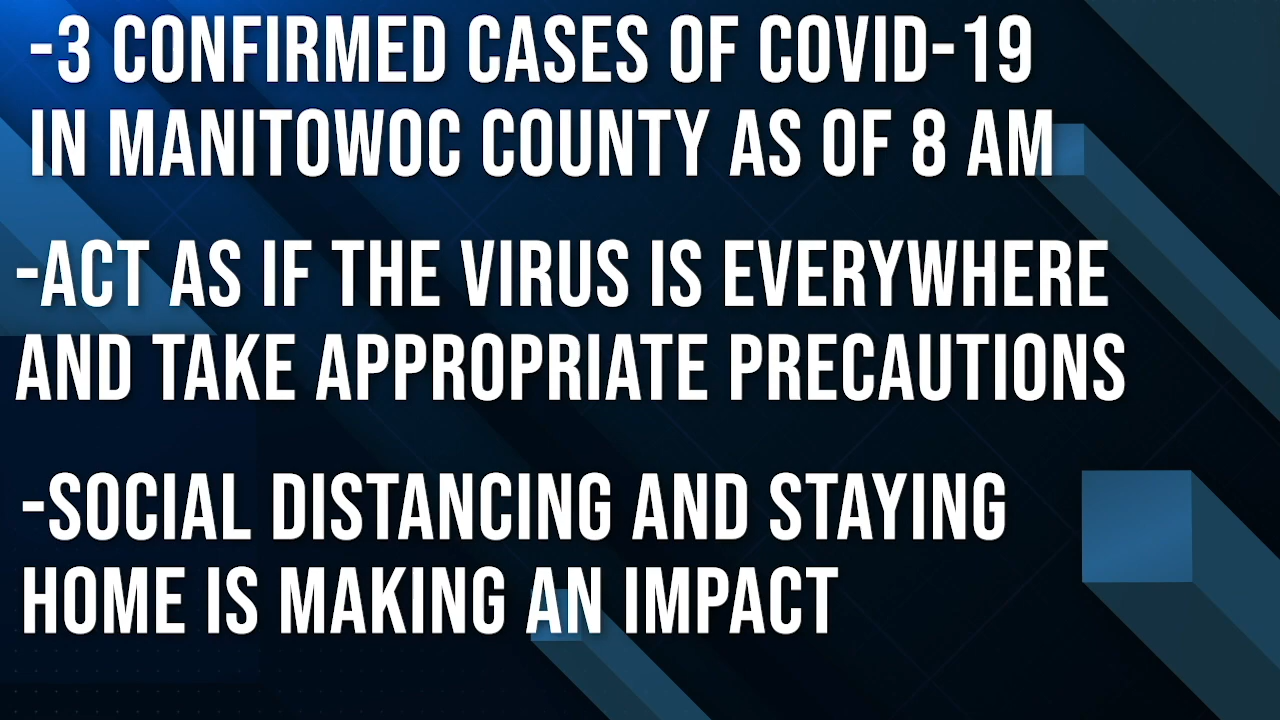 -3 CONFIRMED CASES OF COVID-19
IN MANITOWOC COUNTY AS OF 8 AM
-ACT AS IF THE VIRUS IS EVERYWHERE
AND TAKE APPROPRIATE PRECAUTIONS
-SOCIAL DISTANCING AND STAYING
HOME IS MAKING AN IMPACT